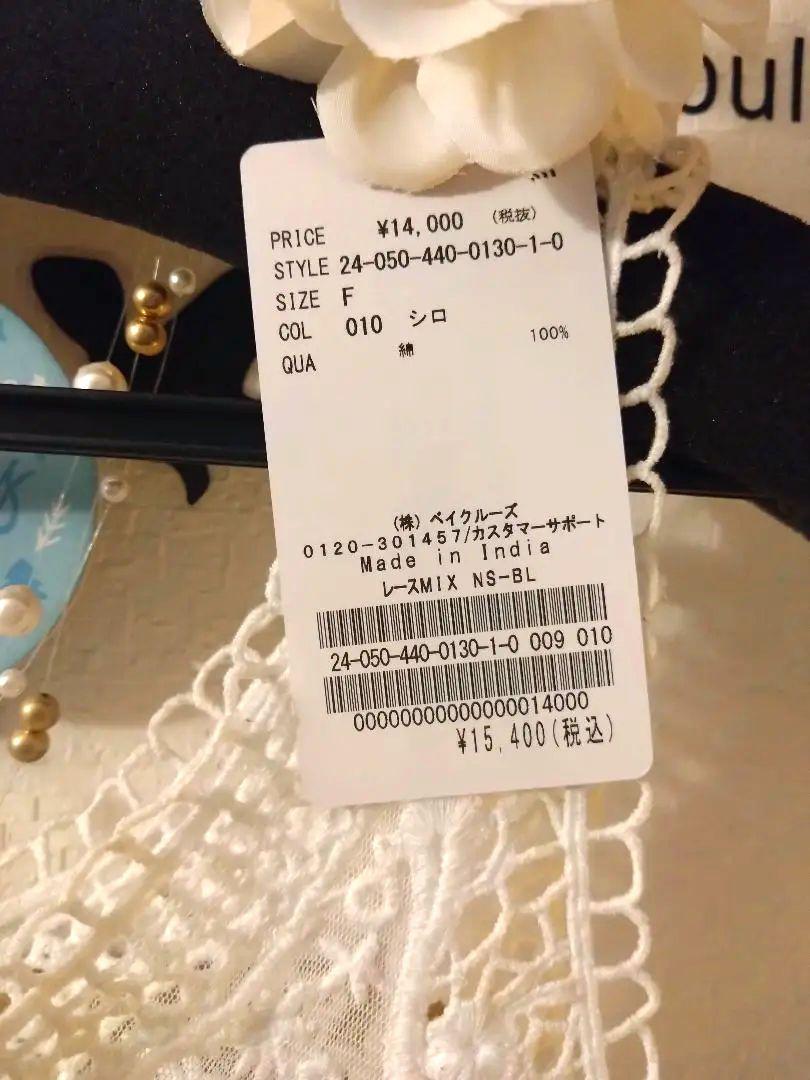 oul
PRICE ¥14,000 (税抜)
STYLE 24-050-440-0130-1-0
SIZE F
COL 010 シロ
QUA 綿 100%
(株) ベイクルーズ
0120-301457/カスタマーサポート
Made in India
レースMIX NS-BL
24-050-440-0130-1-0 009 010
00000000000000014000
¥15,400(税込)